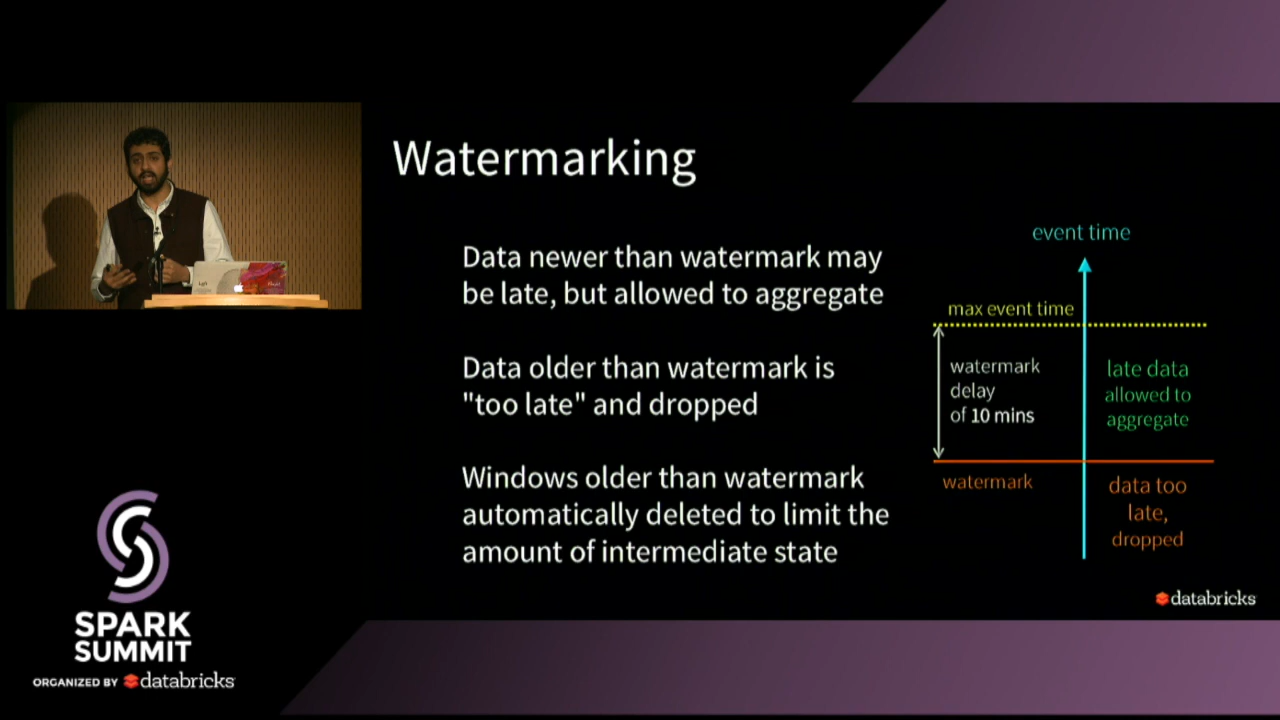 Watermarking
Data newer than watermark may
be late, but allowed to aggregate
Data older than watermark is
"too late" and dropped
Windows older than watermark
automatically deleted to limit the
amount of intermediate state
event time
max event time
watermark
delay
of 10 mins
late data
allowed to
aggregate
watermark
data too
late,
dropped
databricks
SPARK
SUMMIT
ORGANIZED BY databricks